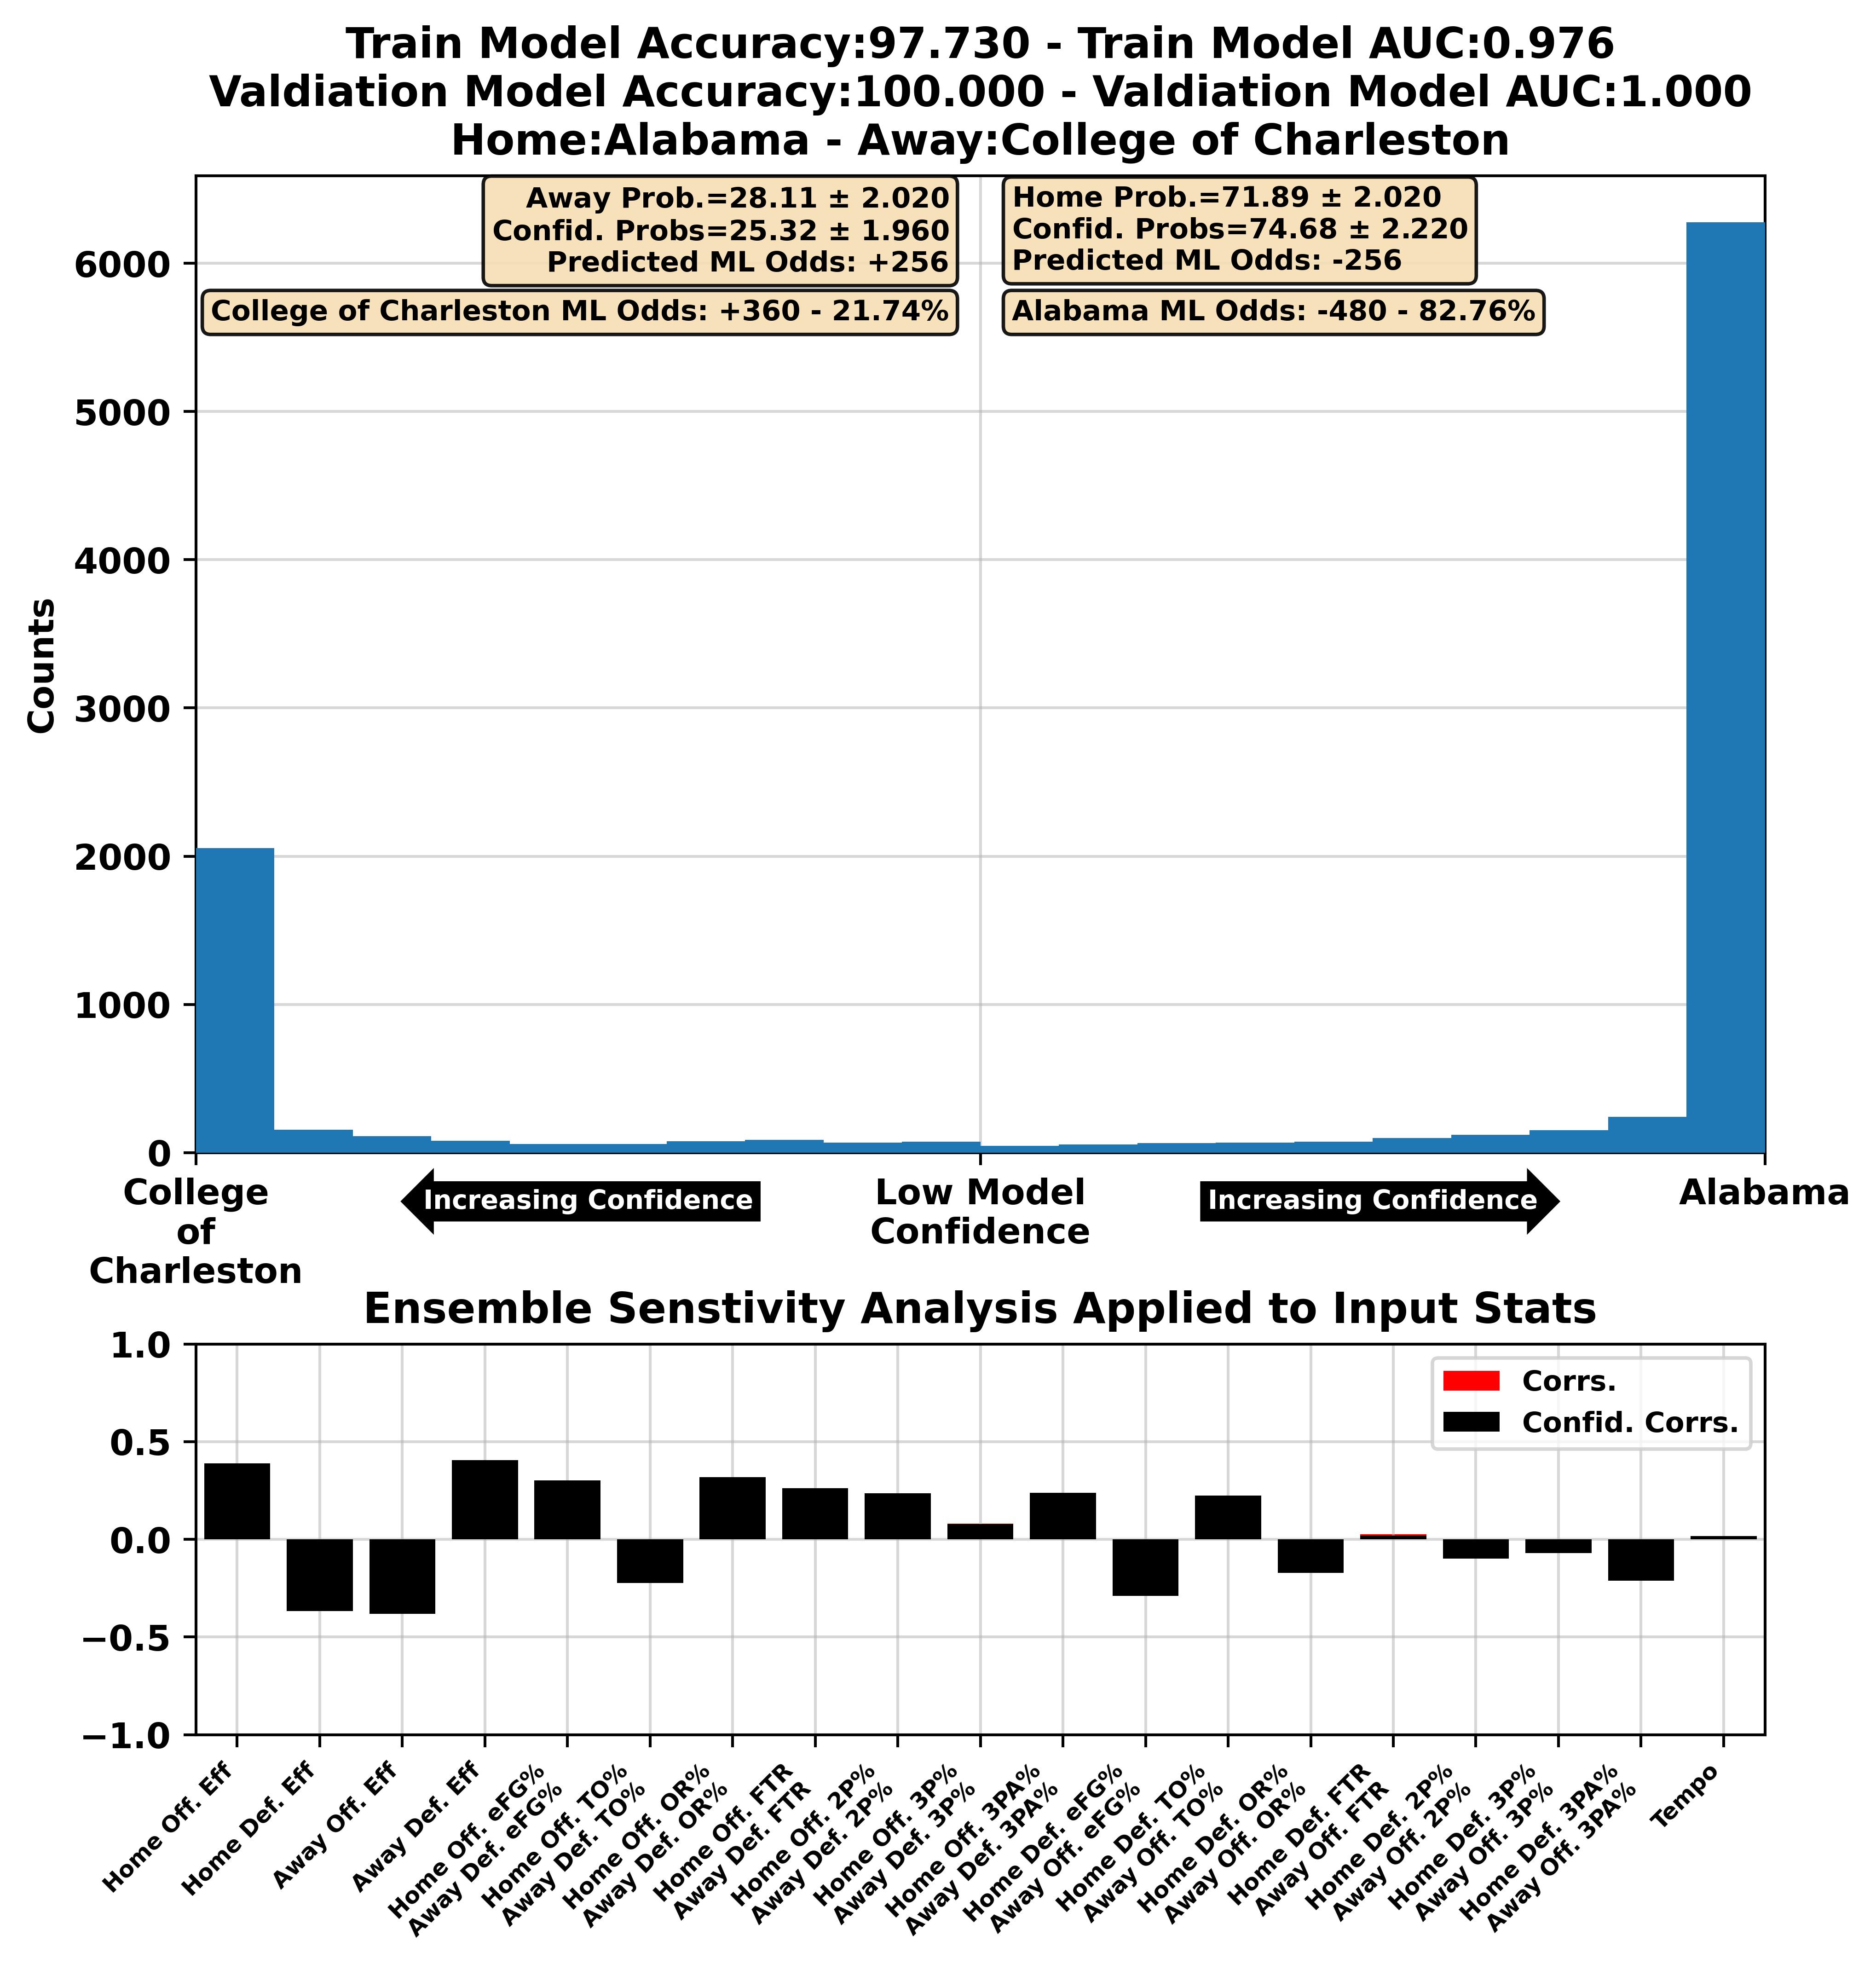 Train Model Accuracy:97.730 - Train Model AUC:0.976
Valdiation Model Accuracy:100.000 - Valdiation Model AUC:1.000
Home:Alabama - Away:College of Charleston
Away Prob.=28.11 ± 2.020
Confid. Probs=25.32 ± 1.960
Predicted ML Odds: +256
College of Charleston ML Odds: +360 - 21.74%
Home Prob.=71.89 ± 2.020
Confid. Probs=74.68 ± 2.220
Predicted ML Odds: -256
Alabama ML Odds: -480 - 82.76%
Counts
6000
5000
4000
3000
2000
1000
0
College
of
Charleston
Increasing Confidence
Low Model
Confidence
Increasing Confidence
Alabama
Ensemble Senstivity Analysis Applied to Input Stats
1.0
0.5
0.0
−0.5
−1.0
Corrs.
Confid. Corrs.
Home Off. Eff
Home Def. Eff
Away Off. Eff
Away Def. Eff
Home Off. eFG%
Away Def. eFG%
Home Off. TO%
Away Def. TO%
Home Off. OR%
Away Def. OR%
Home Off. FTR
Away Def. FTR
Home Off. 2P%
Away Def. 2P%
Home Off. 3P%
Away Def. 3P%
Home Off. 3PA%
Away Def. 3PA%
Home Def. eFG%
Away Off. eFG%
Home Def. TO%
Away Off. TO%
Home Def. OR%
Away Off. OR%
Home Def. FTR
Away Off. FTR
Home Def. 2P%
Away Off. 2P%
Home Def. 3P%
Away Off. 3P%
Home Def. 3PA%
Away Off. 3PA%
Tempo